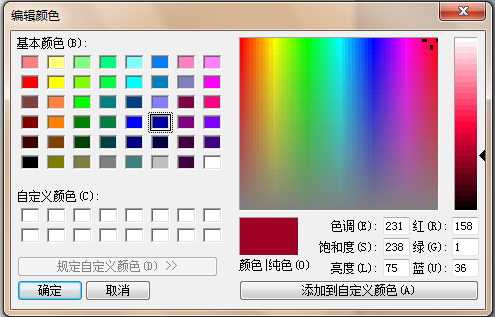 编辑颜色
基本颜色(B):
自定义颜色(C):
规定自定义颜色(D) >>
确定
取消
颜色|纯色(O)
色调(E): 231 红(R): 158
饱和度(S): 238 绿(G): 1
亮度(L): 75 蓝(U): 36
添加到自定义颜色(A)